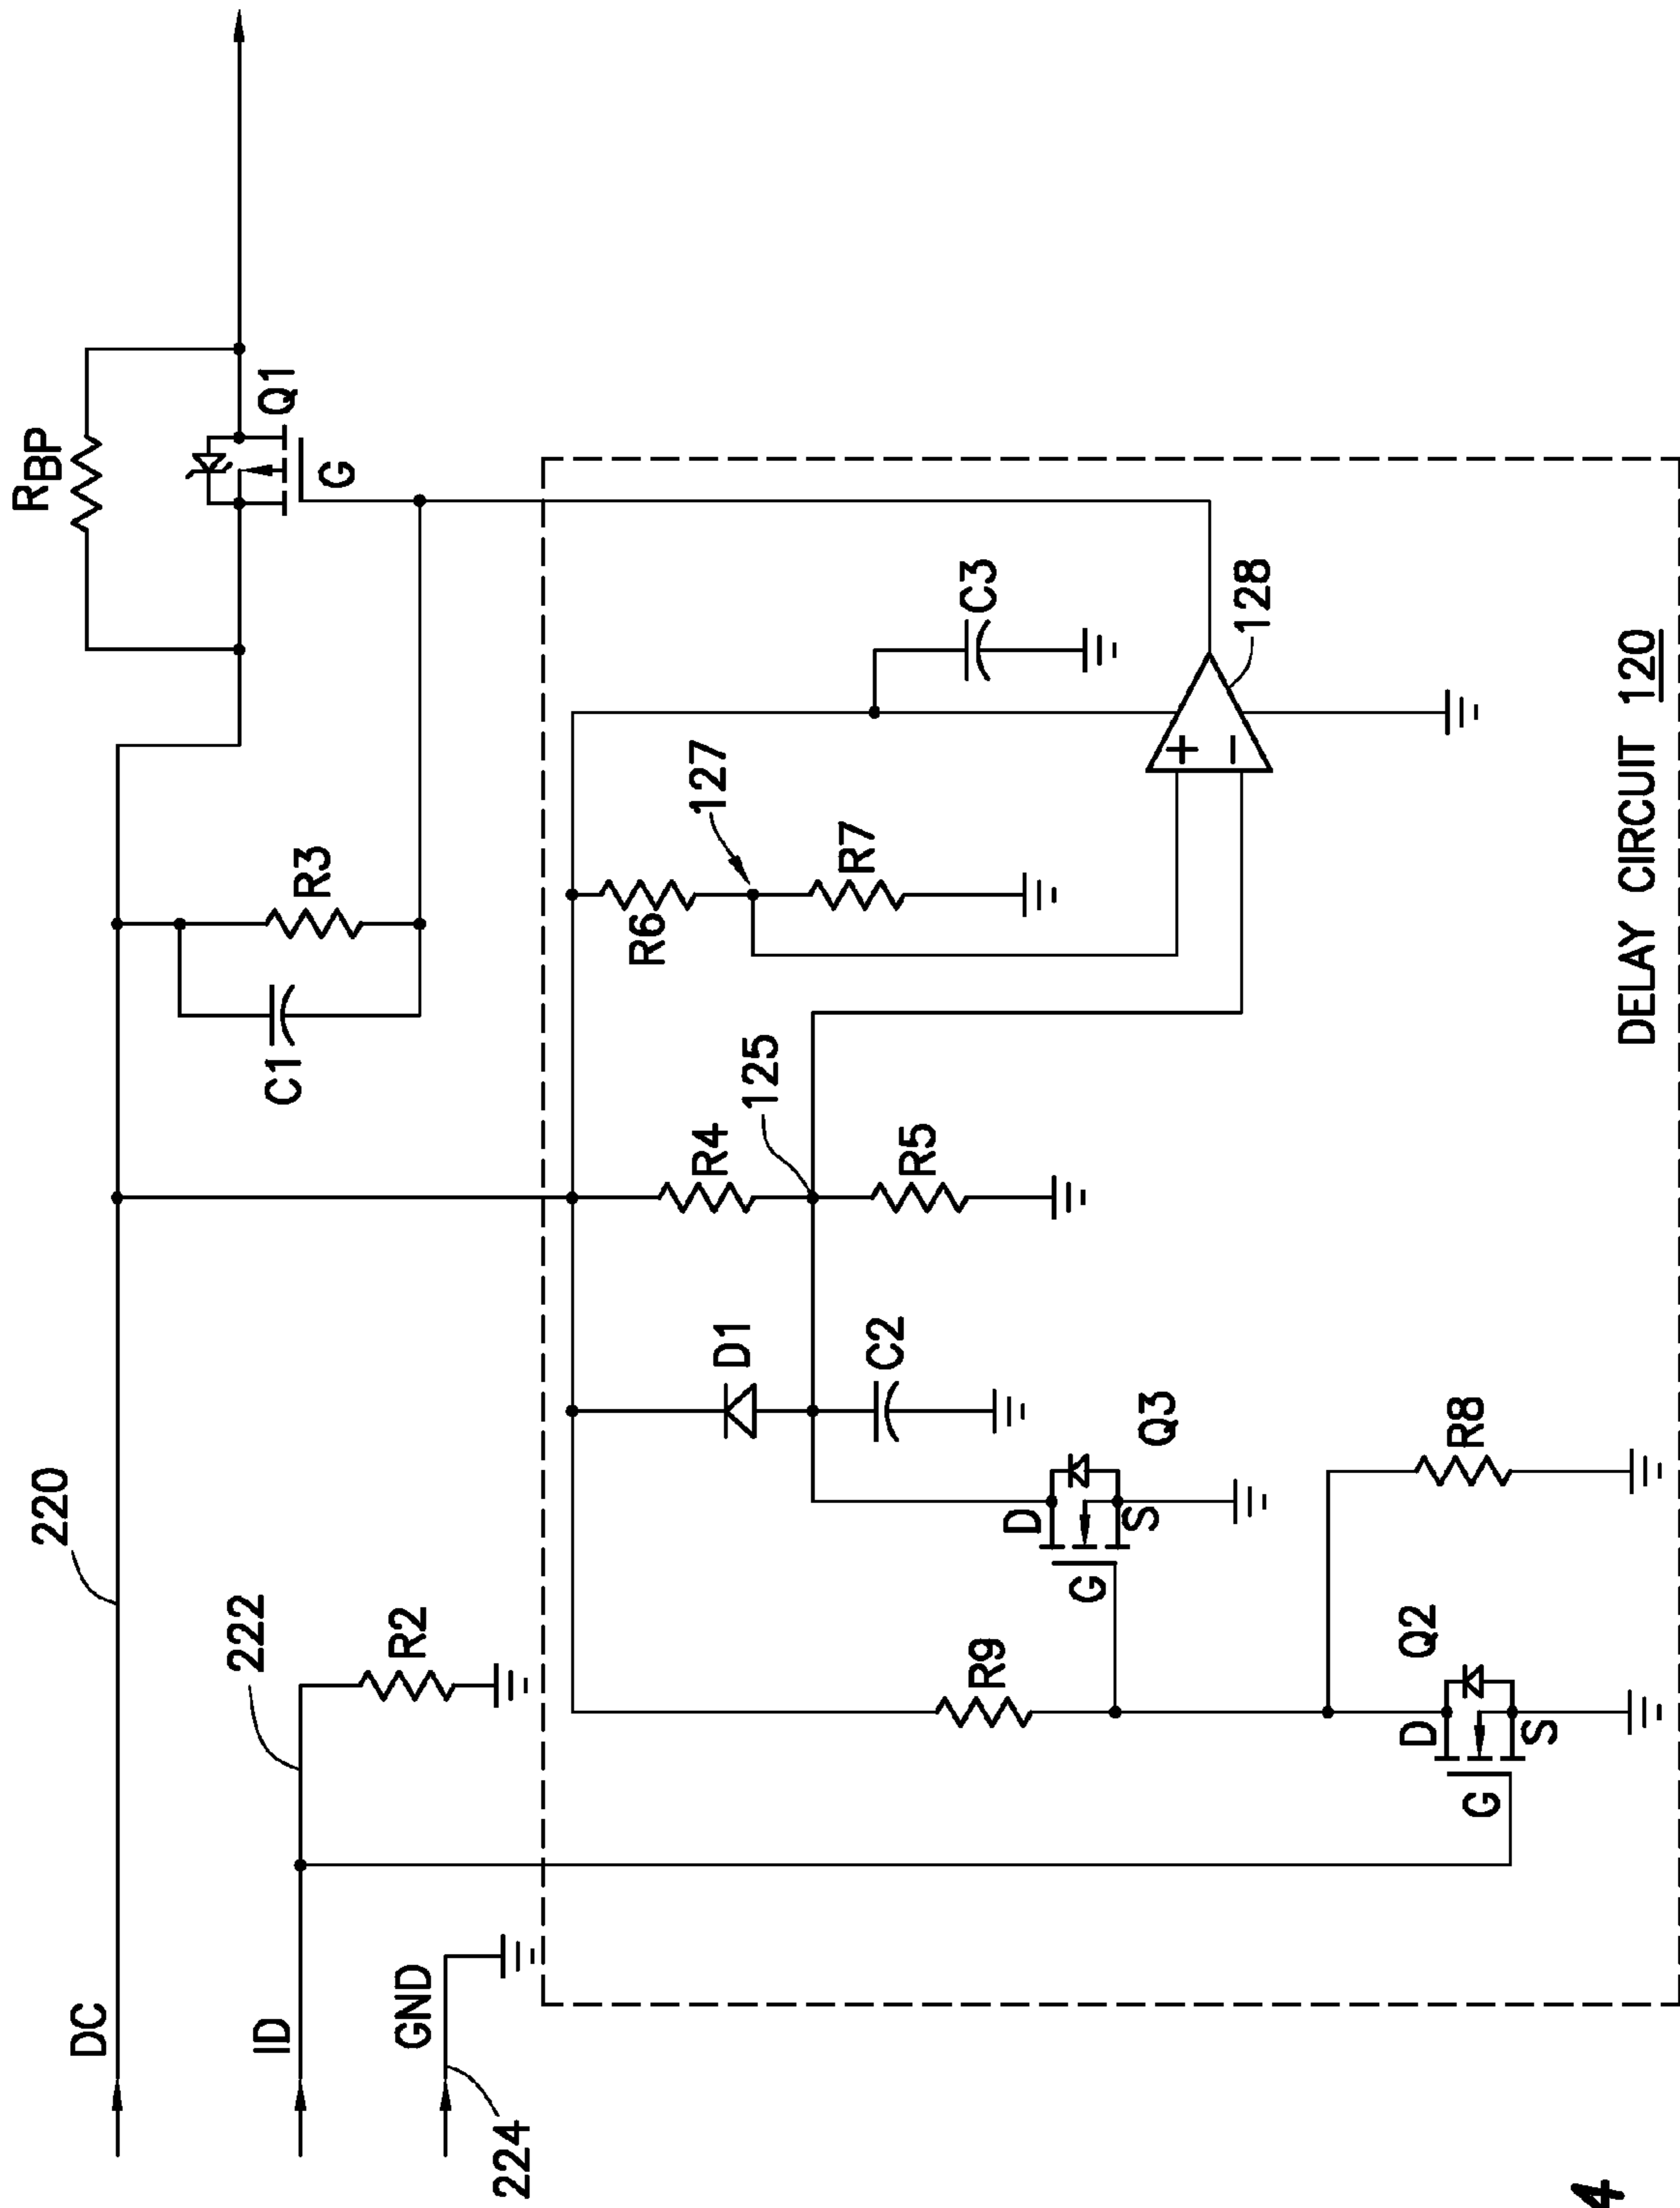 DC
220
ID
222
R2
GND
224
C1
R3
RBP
Q1
G
D1
R4
125
R5
C2
R6
127
R7
C3
128
R9
D
G
S
Q3
D
G
S
Q2
R8
DELAY CIRCUIT 120
4